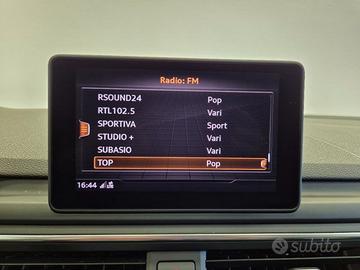 Radio: FM
RSOUND24 Pop
RTL102.5 Vari
SPORTIVA Sport
STUDIO + Vari
SUBASIO Vari
TOP Pop
16:44
subito